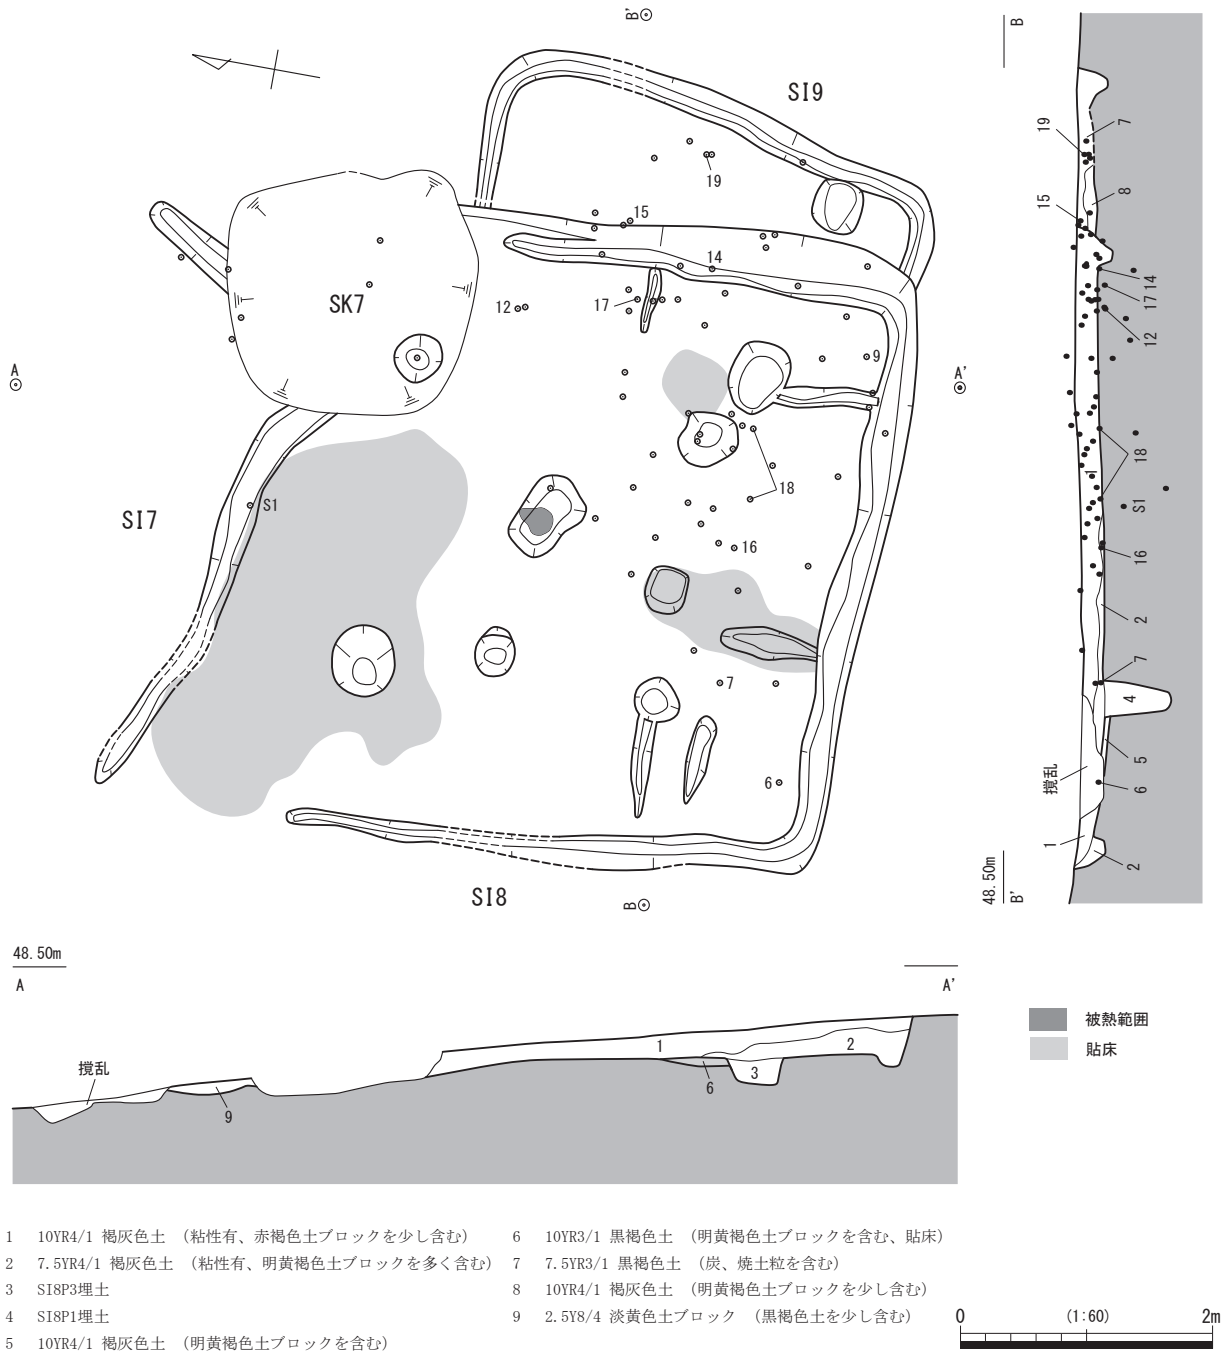 B'
SI9
19
15
14
SK7
12
17
9
A
A'
S1
18
SI7
16
7
6
SI8
B
B
19
7
15
8
14
17
12
18
1
S1
16
2
7
4
5
撹乱
6
1
2
48.50m
B'
48.50m
A
A'
撹乱
1
2
3
6
9
被熱範囲
貼床
1 10YR4/1 褐灰色土 （粘性有、赤褐色土ブロックを少し含む）
2 7.5YR4/1 褐灰色土 （粘性有、明黄褐色土ブロックを多く含む）
3 SI8P3埋土
4 SI8P1埋土
5 10YR4/1 褐灰色土 （明黄褐色土ブロックを含む）
6 10YR3/1 黒褐色土 （明黄褐色土ブロックを含む、貼床）
7 7.5YR3/1 黒褐色土 （炭、焼土粒を含む）
8 10YR4/1 褐灰色土 （明黄褐色土ブロックを少し含む）
9 2.5Y8/4 淡黄色土ブロック （黒褐色土を少し含む）
0 (1:60) 2m